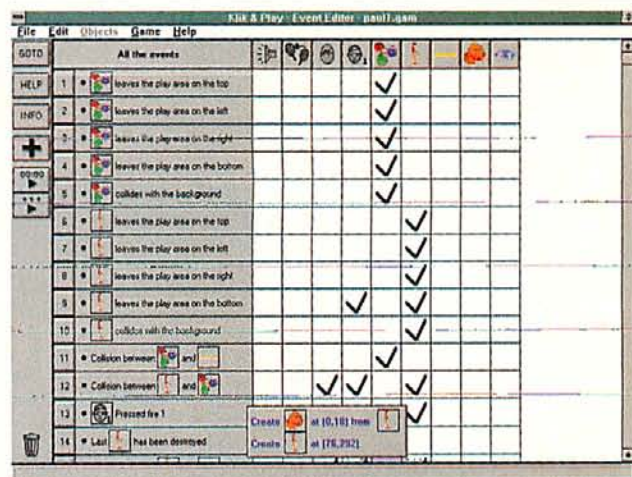 Klik & Play - Event Editor - paul1.gam
File Edit Objects Game Help
GOTO
All the events
HELP
INFO
00:00
1 leaves the play area on the top
2 leaves the play area on the left
3 leaves the play area on the right
4 leaves the play area on the bottom
5 collides with the background
6 leaves the play area on the top
7 leaves the play area on the left
8 leaves the play area on the right
9 leaves the play area on the bottom
10 collides with the background
11 Collision between and
12 Collision between and
13 Pressed fire 1
14 Last has been destroyed
Create at (0,18) from
Create at (76,292)